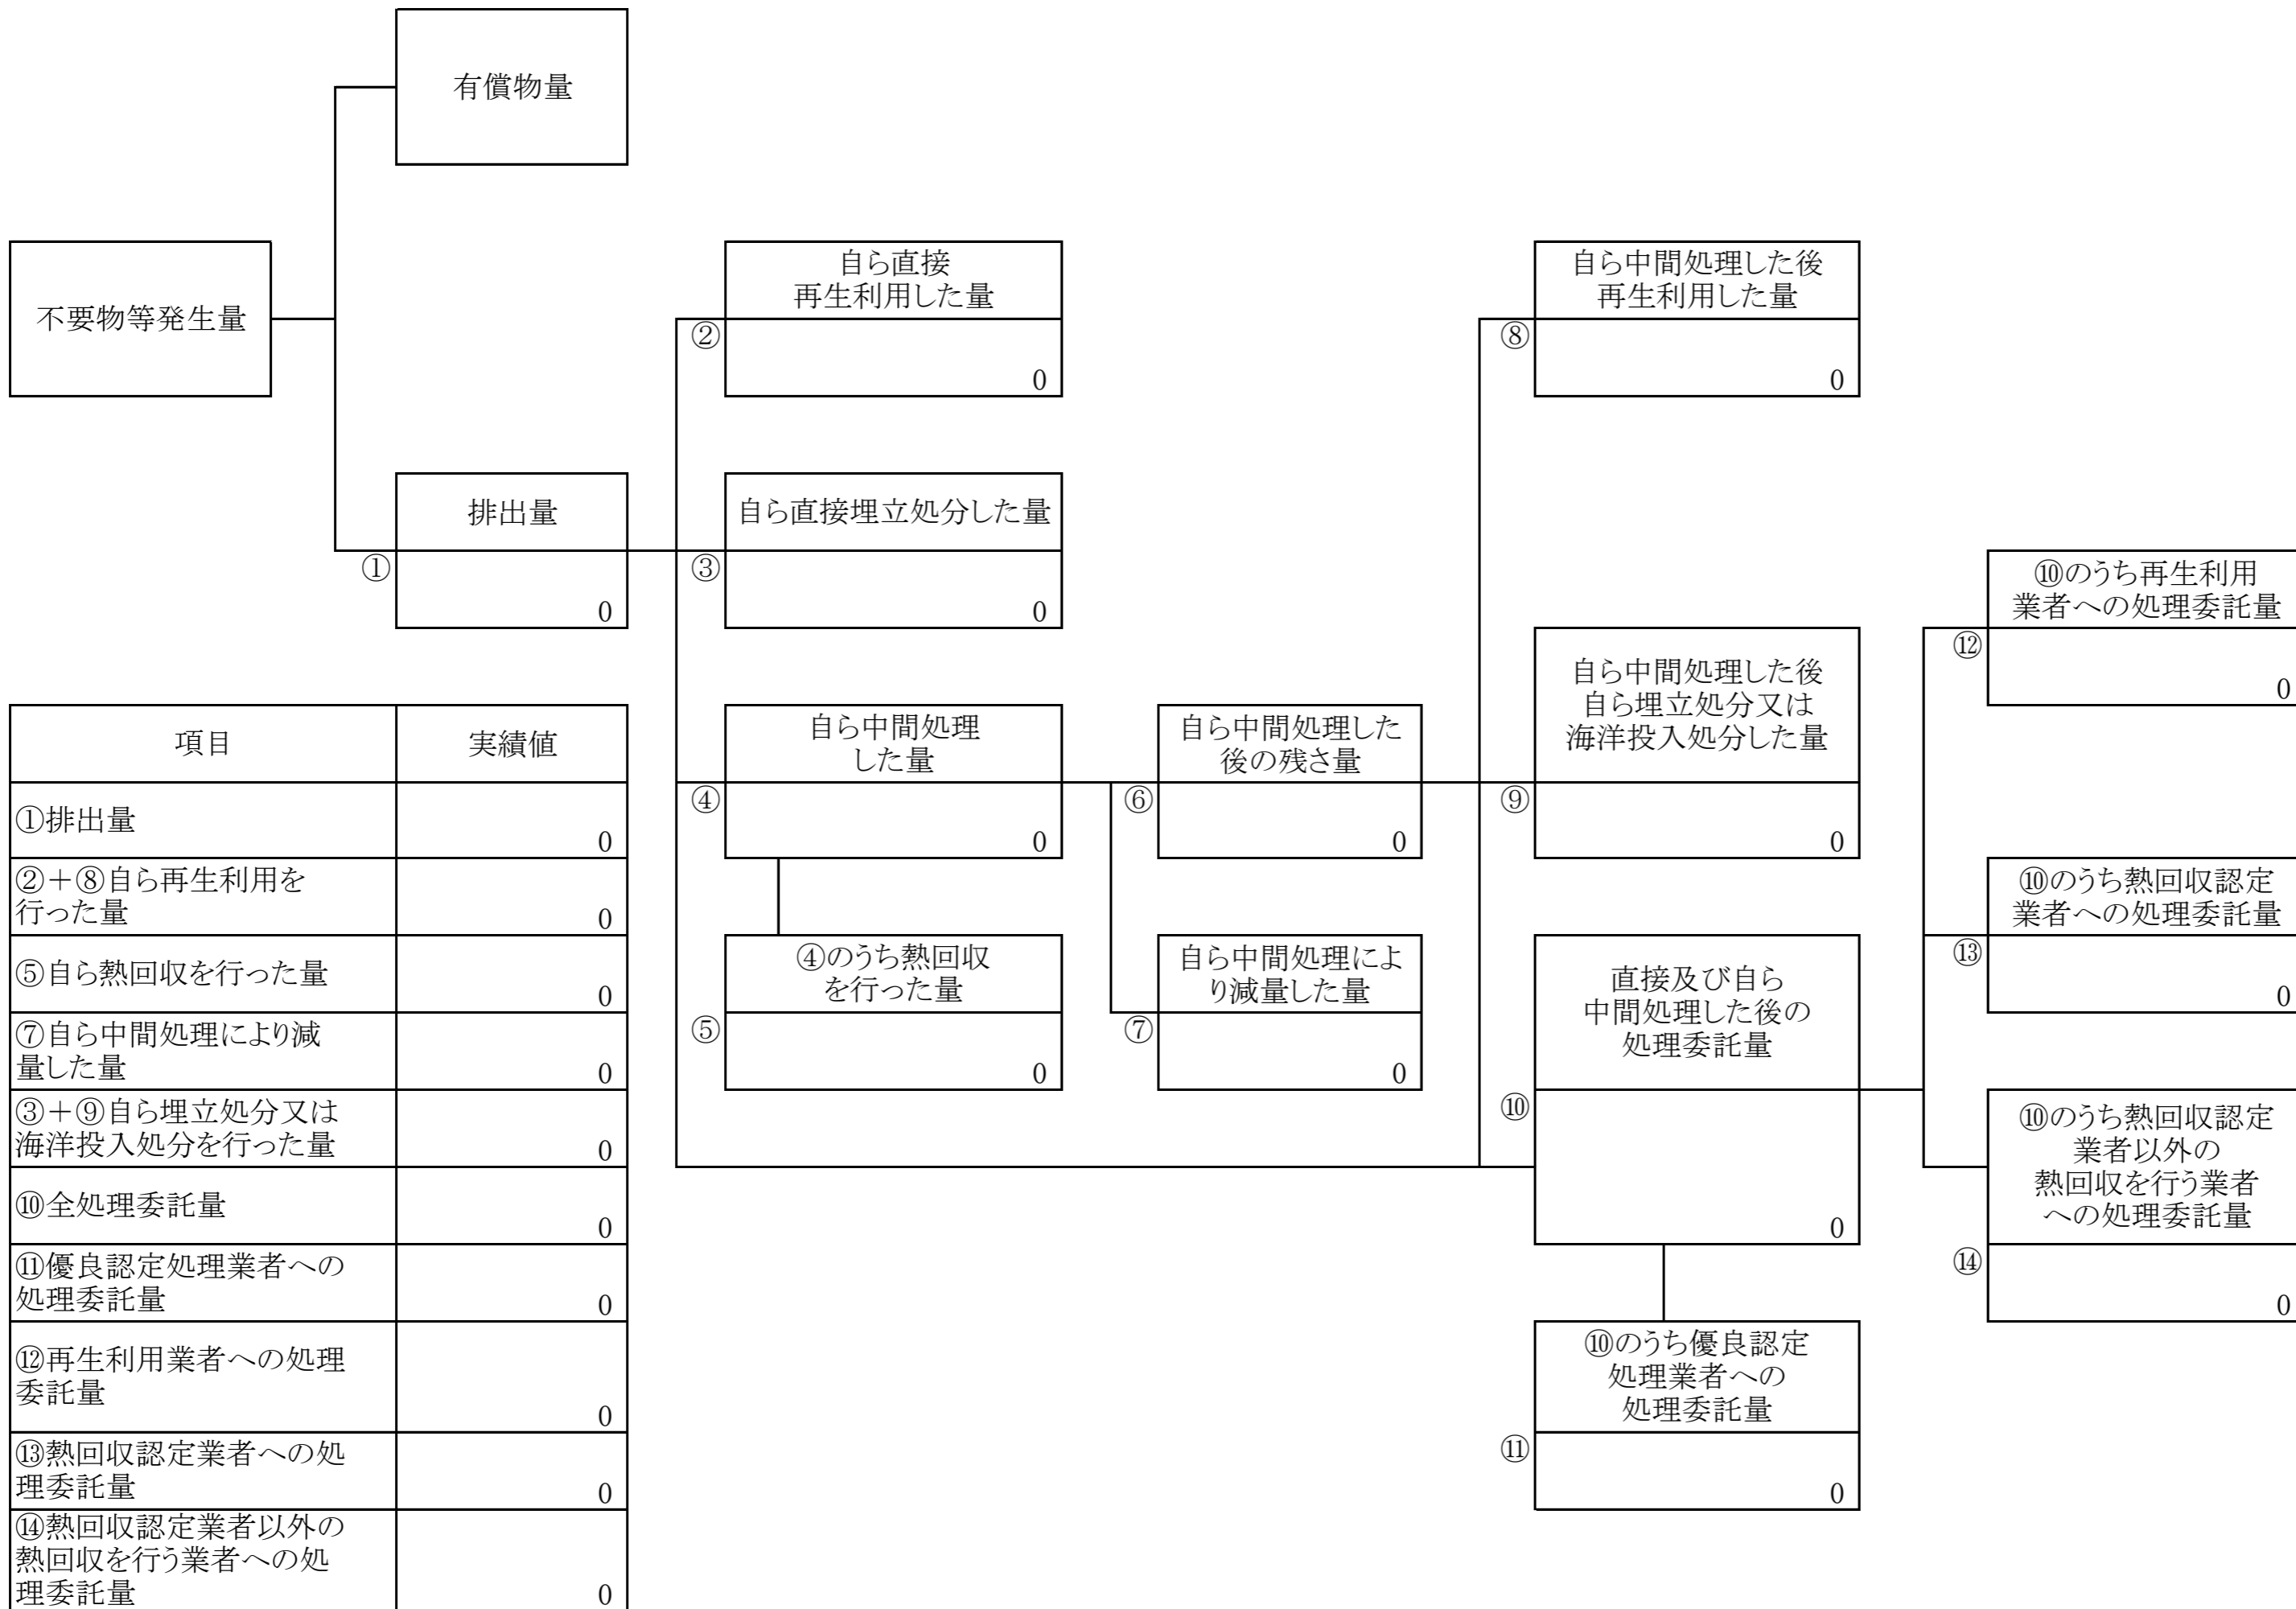 有償物量
不要物等発生量
自ら直接
再生利用した量
②
0
自ら中間処理した後
再生利用した量
⑧
0
排出量
①
0
自ら直接埋立処分した量
③
0
⑩のうち再生利用
業者への処理委託量
⑫
0
自ら中間処理した後
自ら埋立処分又は
海洋投入処分した量
⑨
0
自ら中間処理
した量
④
0
自ら中間処理した
後の残さ量
⑥
0
⑩のうち熱回収認定
業者への処理委託量
⑬
0
④のうち熱回収
を行った量
⑤
0
自ら中間処理によ
り減量した量
⑦
0
直接及び自ら
中間処理した後の
処理委託量
⑩
0
⑩のうち熱回収認定
業者以外の
熱回収を行う業者
への処理委託量
⑭
0
⑩のうち優良認定
処理業者への
処理委託量
⑪
0
項目 実績値
①排出量
0
②+⑧自ら再生利用を
行った量
0
⑤自ら熱回収を行った量
0
⑦自ら中間処理により減
量した量
0
③+⑨自ら埋立処分又は
海洋投入処分を行った量
0
⑩全処理委託量
0
⑪優良認定処理業者への
処理委託量
0
⑫再生利用業者への処理
委託量
0
⑬熱回収認定業者への処
理委託量
0
⑭熱回収認定業者以外の
熱回収を行う業者への処
理委託量
0